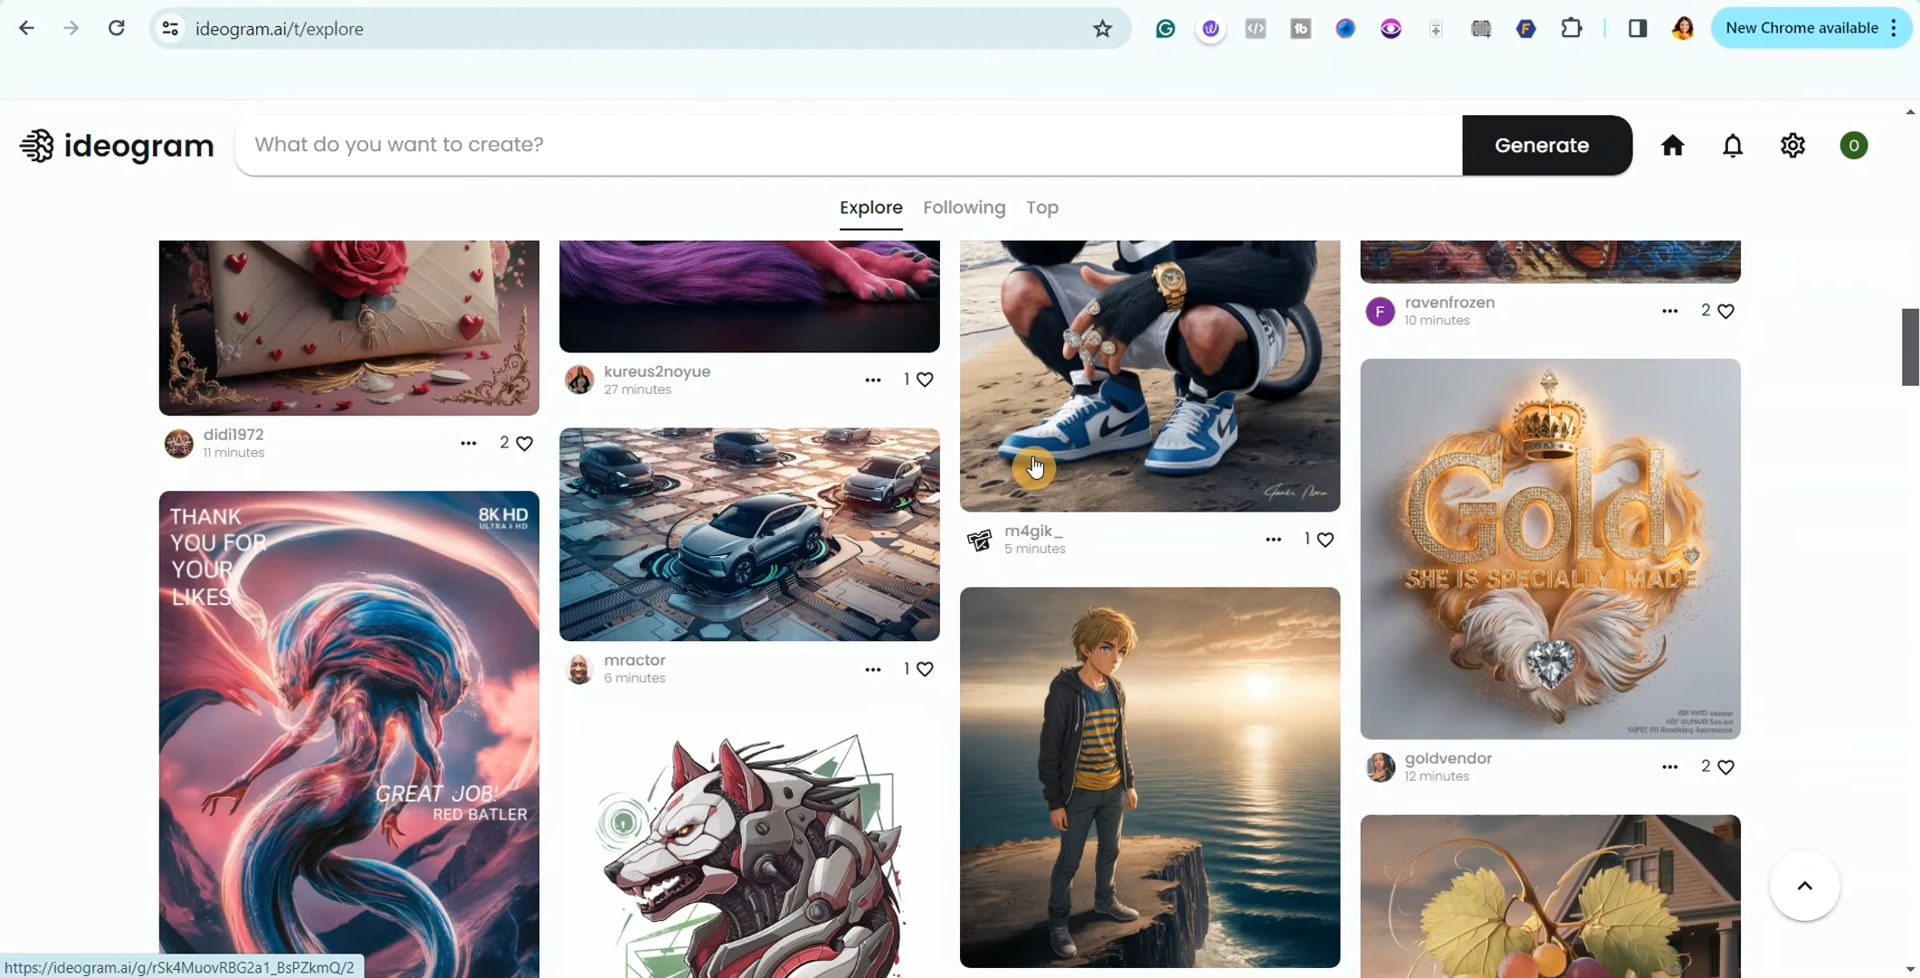 ideogram.ai/t/explore
New Chrome available
ideogram
What do you want to create?
Generate
O
Explore
Following
Top
didi1972
11 minutes
2
THANK
YOU FOR
YOUR
LIKES
8K HD
ULTRA & HD
GREAT JOB!
RED BATLER
kureus2noyue
27 minutes
1
mractor
6 minutes
1
m4gik_
5 minutes
1
F
ravenfrozen
10 minutes
2
Gold
SHE IS SPECIALLY MADE
goldvendor
12 minutes
2
https://ideogram.ai/g/rSk4MuovRBG2a1_BsPZkmQ/2